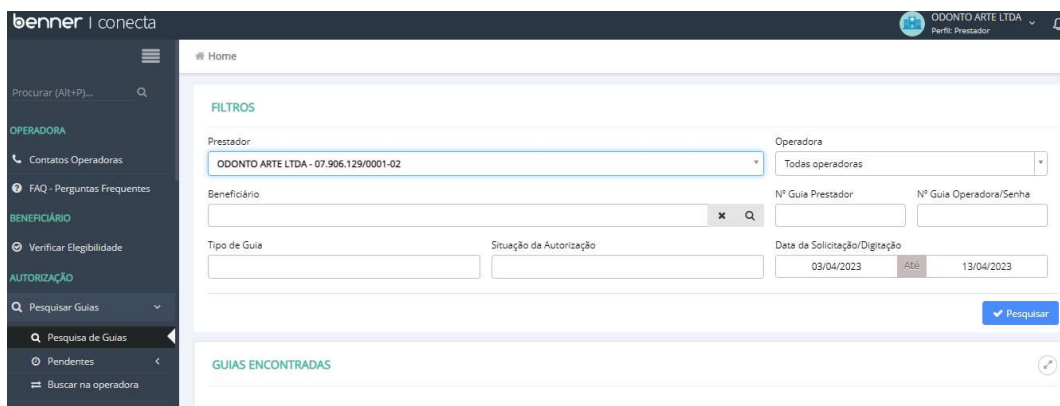 benner | conecta
ODONTO ARTE LTDA
Perfil: Prestador
Home
Procurar (Alt+P)...
OPERADORA
Contatos Operadoras
FAQ - Perguntas Frequentes
BENEFICIÁRIO
Verificar Elegibilidade
AUTORIZAÇÃO
Pesquisar Guias
Pesquisa de Guias
Pendentes
Buscar na operadora
FILTROS
Prestador
ODONTO ARTE LTDA - 07.906.129/0001-02
Operadora
Todas operadoras
Beneficiário
Nº Guia Prestador
Nº Guia Operadora/Senha
Tipo de Guia
Situação da Autorização
Data da Solicitação/Digitação
03/04/2023 Até 13/04/2023
Pesquisar
GUIAS ENCONTRADAS